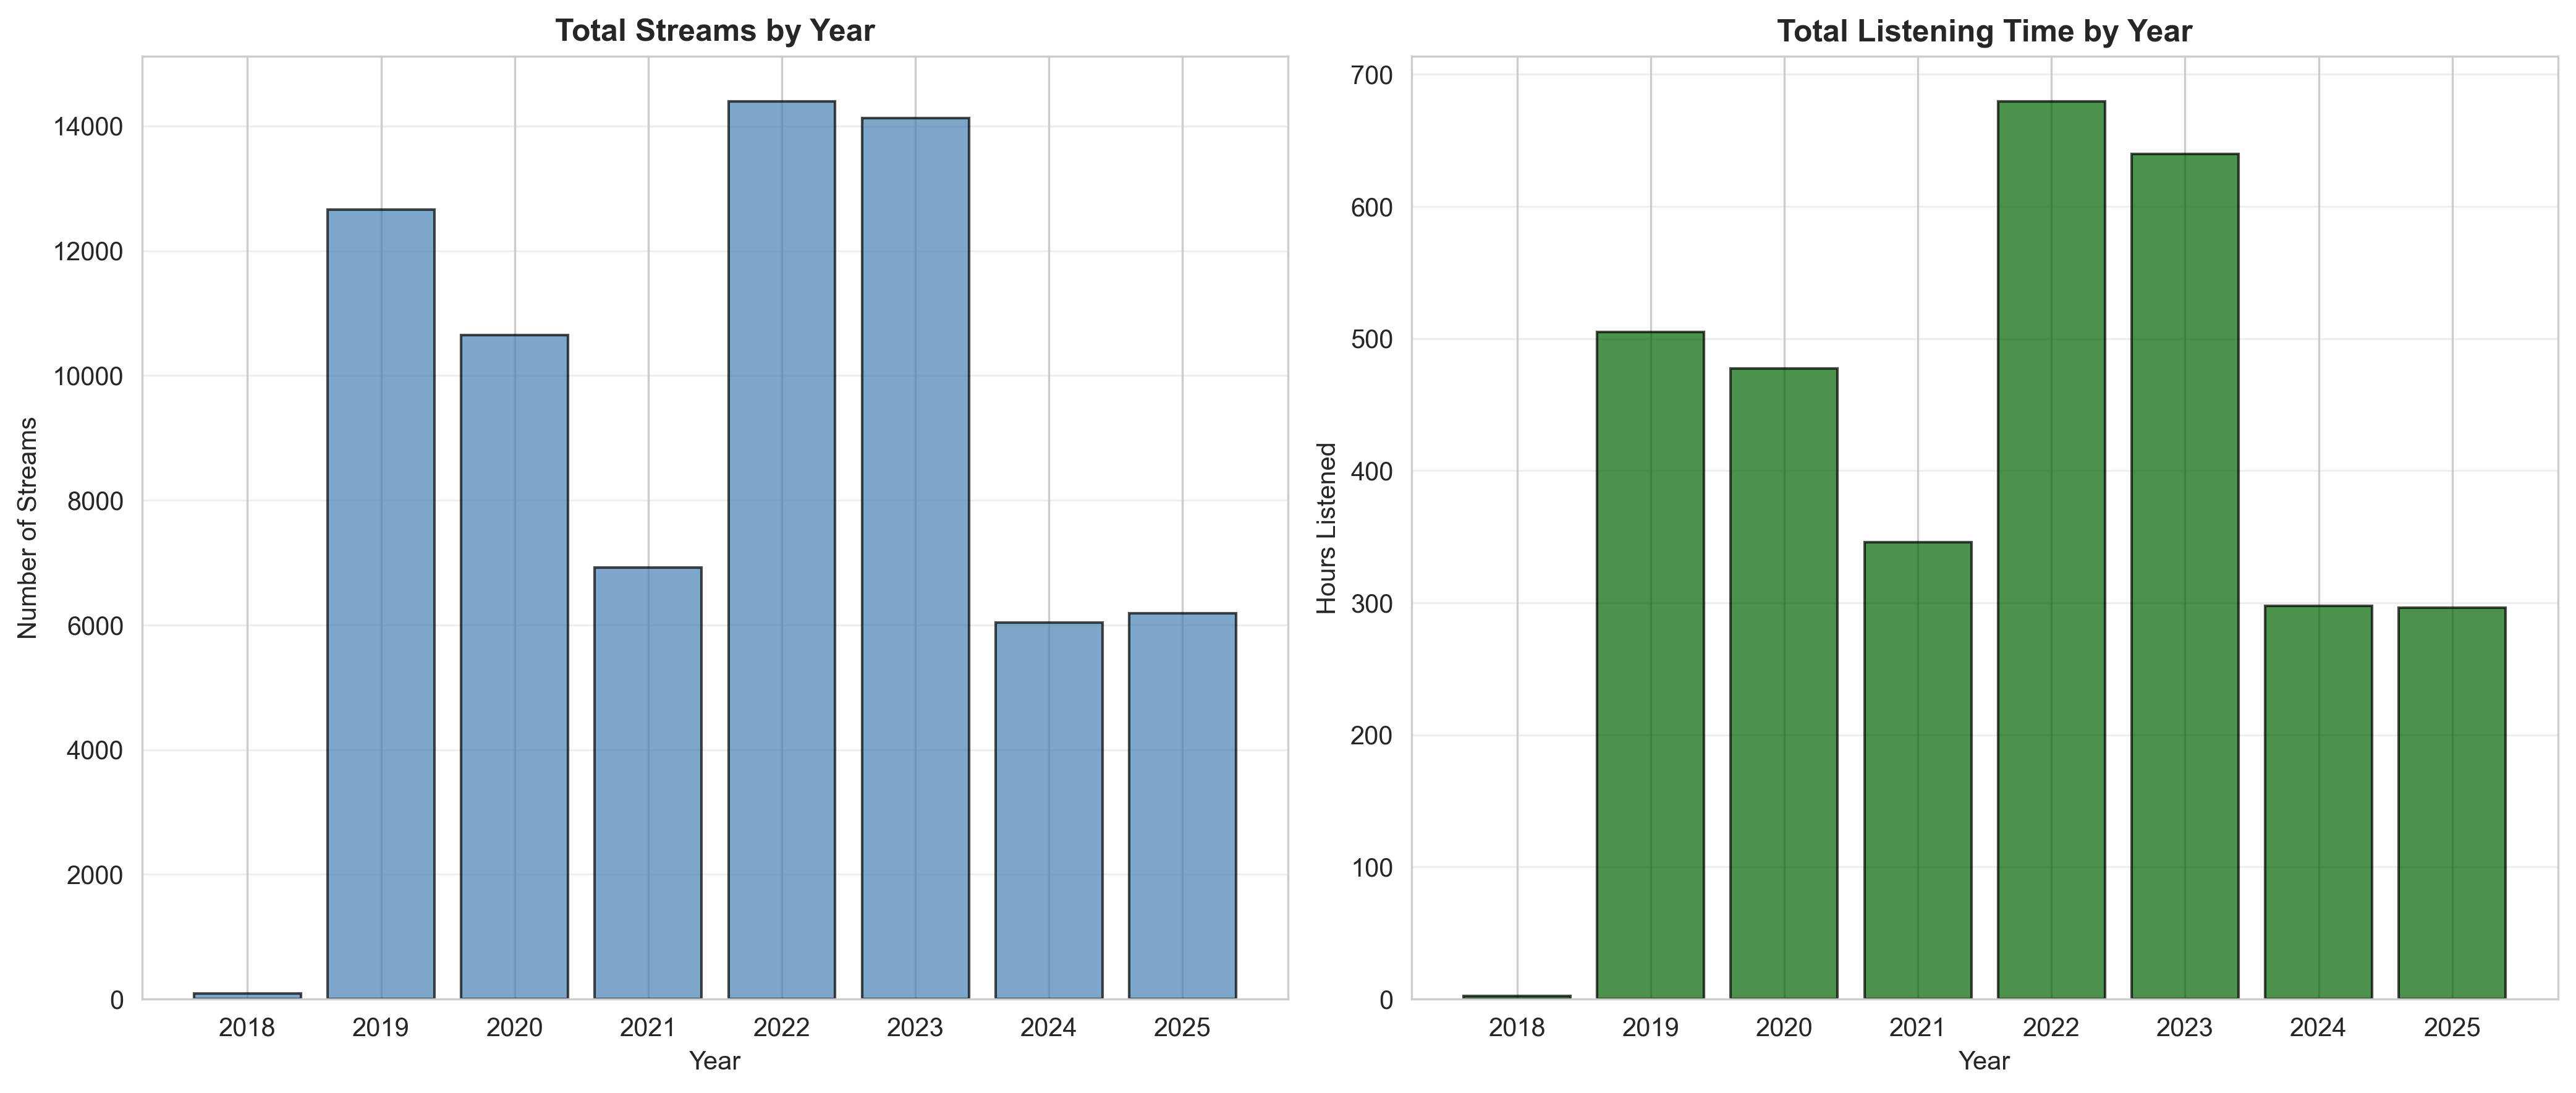 Total Streams by Year
14000
12000
10000
8000
6000
4000
2000
0
Number of Streams
2018 2019 2020 2021 2022 2023 2024 2025
Year
Total Listening Time by Year
700
600
500
400
300
200
100
0
Hours Listened
2018 2019 2020 2021 2022 2023 2024 2025
Year